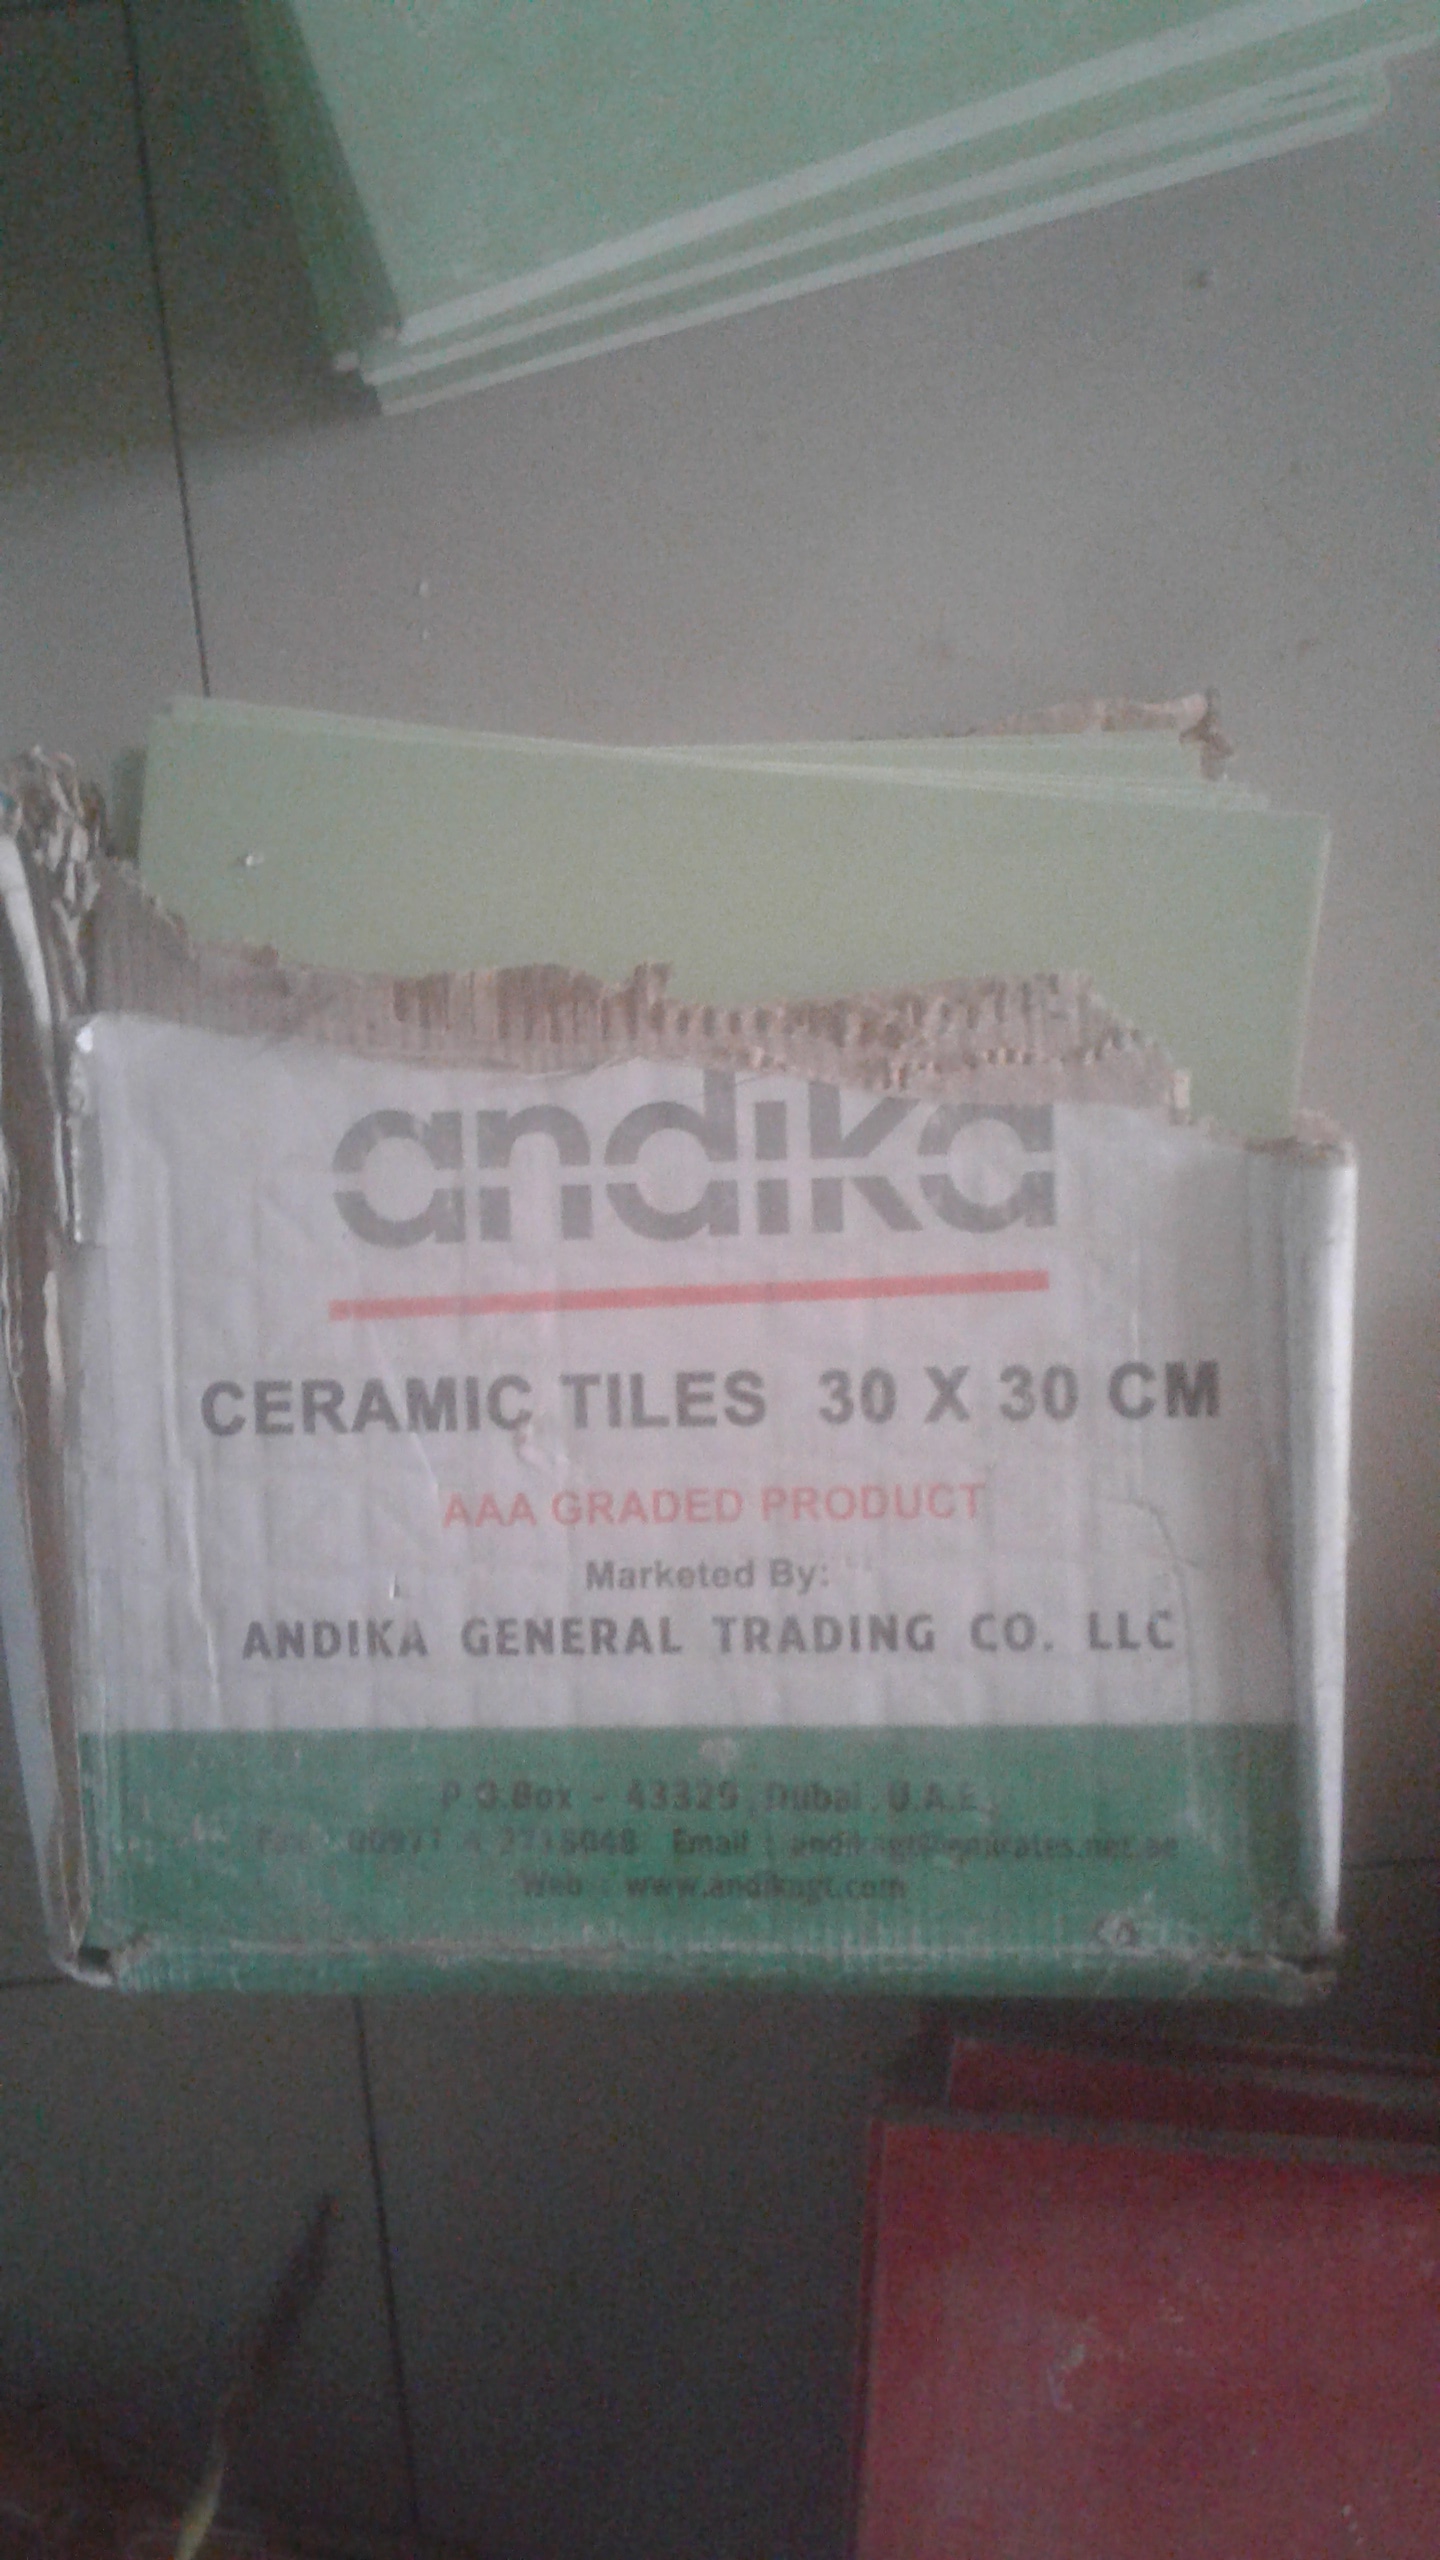 andika
CERAMIC TILES 30 X 30 CM
AAA GRADED PRODUCT
Marketed By:
ANDIKA GENERAL TRADING CO. LLC
P.O.Box - 43329, Dubai, U.A.E.
Email :
Web : www.andikagt.com